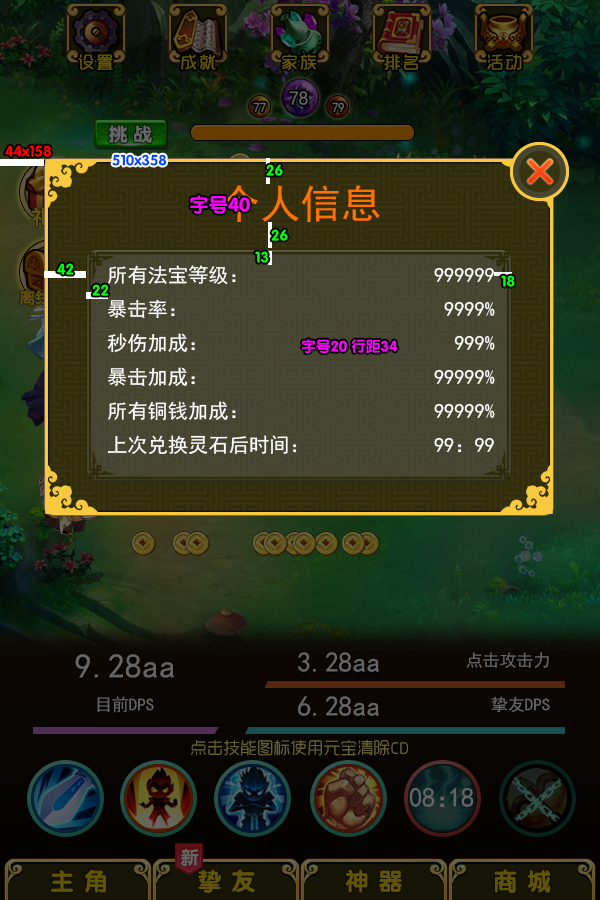 设置 成就 家族 排名 活动
77 78 79
挑战
44x158
510x358
26
字号40
个人信息
26
13
42
22
18
所有法宝等级: 999999
暴击率: 9999%
秒伤加成: 999%
字号20 行距34
暴击加成: 99999%
所有铜钱加成: 99999%
上次兑换灵石后时间: 99: 99
9.28aa
目前DPS
3.28aa 点击攻击力
6.28aa 挚友DPS
点击技能图标使用元宝清除CD
08:18
新
主角 挚友 神器 商城